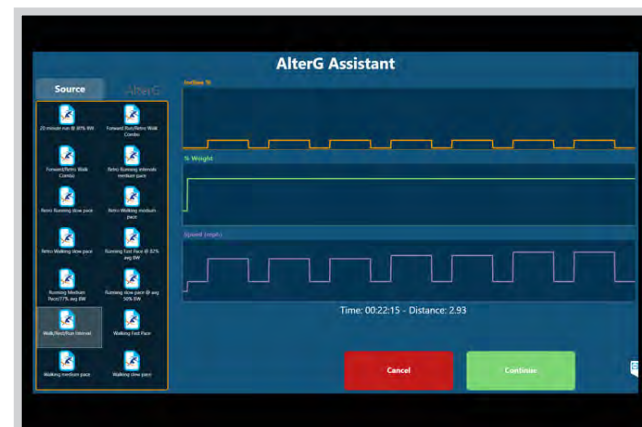 AlterG Assistant
Source
AlterG
Incline %
20 minute run @ 80% BW
Forward Run/Retro Walk
Combo
% Weight
Forward/Retro Walk
Combo
Retro Running intervals
medium pace
Retro Running slow pace
Retro Walking medium
pace
Speed (mph)
Retro Walking slow pace
Running Fast Pace @ 82%
avg BW
Running Medium
Pace/77% avg BW
Running slow pace @ avg
50% BW
Time: 00:22:15 - Distance: 2.93
Walk/Rest/Run Interval
Walking Fast Pace
Walking medium pace
Walking slow pace
Cancel
Continue